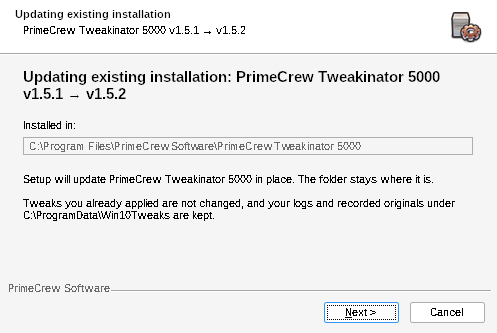 Updating existing installation
PrimeCrew Tweakinator 5000 v1.5.1 → v1.5.2
Updating existing installation: PrimeCrew Tweakinator 5000
v1.5.1 → v1.5.2
Installed in:
C:\Program Files\PrimeCrew Software\PrimeCrew Tweakinator 5000
Setup will update PrimeCrew Tweakinator 5000 in place. The folder stays where it is.
Tweaks you already applied are not changed, and your logs and recorded originals under
C:\ProgramData\Win10Tweaks are kept.
PrimeCrew Software
Next >
Cancel